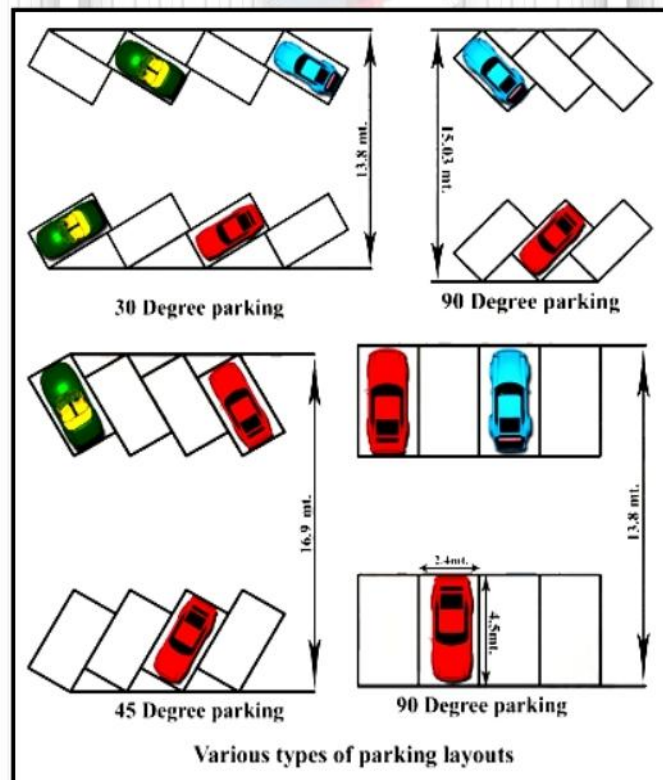 13.8 mt.
15.03 mt.
30 Degree parking
90 Degree parking
16.9 mt.
13.8 mt.
2.4mt.
4.5mt.
45 Degree parking
90 Degree parking
Various types of parking layouts